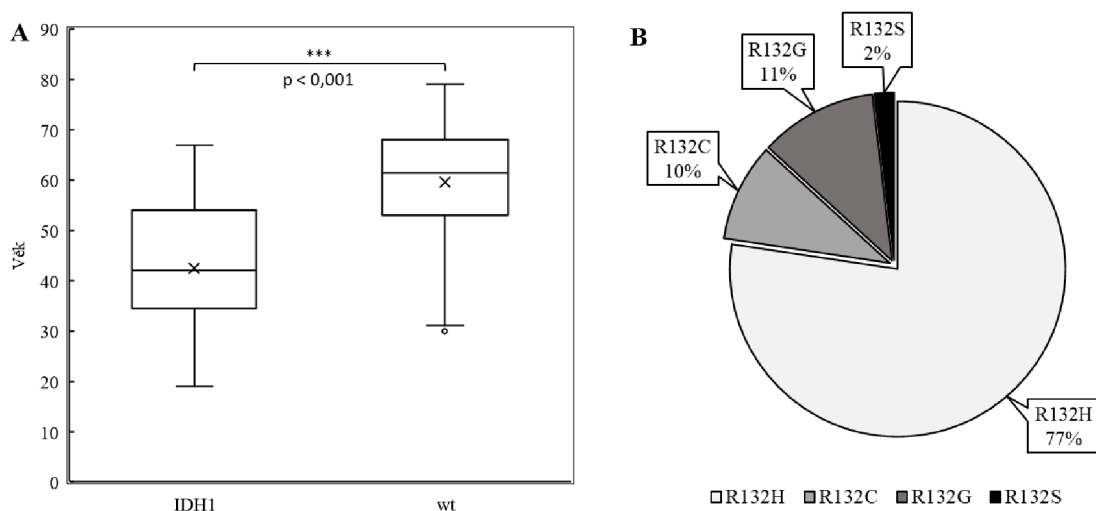 A
90
80
70
60
50
40
30
20
10
0
Věk
***
p < 0,001
IDH1
wt
B
R132S
2%
R132G
11%
R132C
10%
R132H
77%
R132H R132C R132G R132S